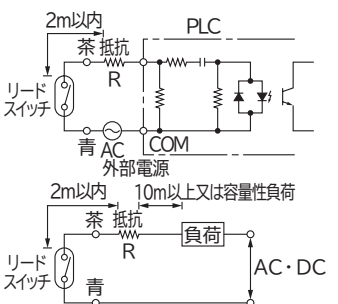 2m以内
PLC
茶 抵抗
R
リード
スイッチ
COM
青 AC
外部電源
2m以内 10m以上又は容量性負荷
茶 抵抗
R
負荷
リード
スイッチ
AC・DC
青